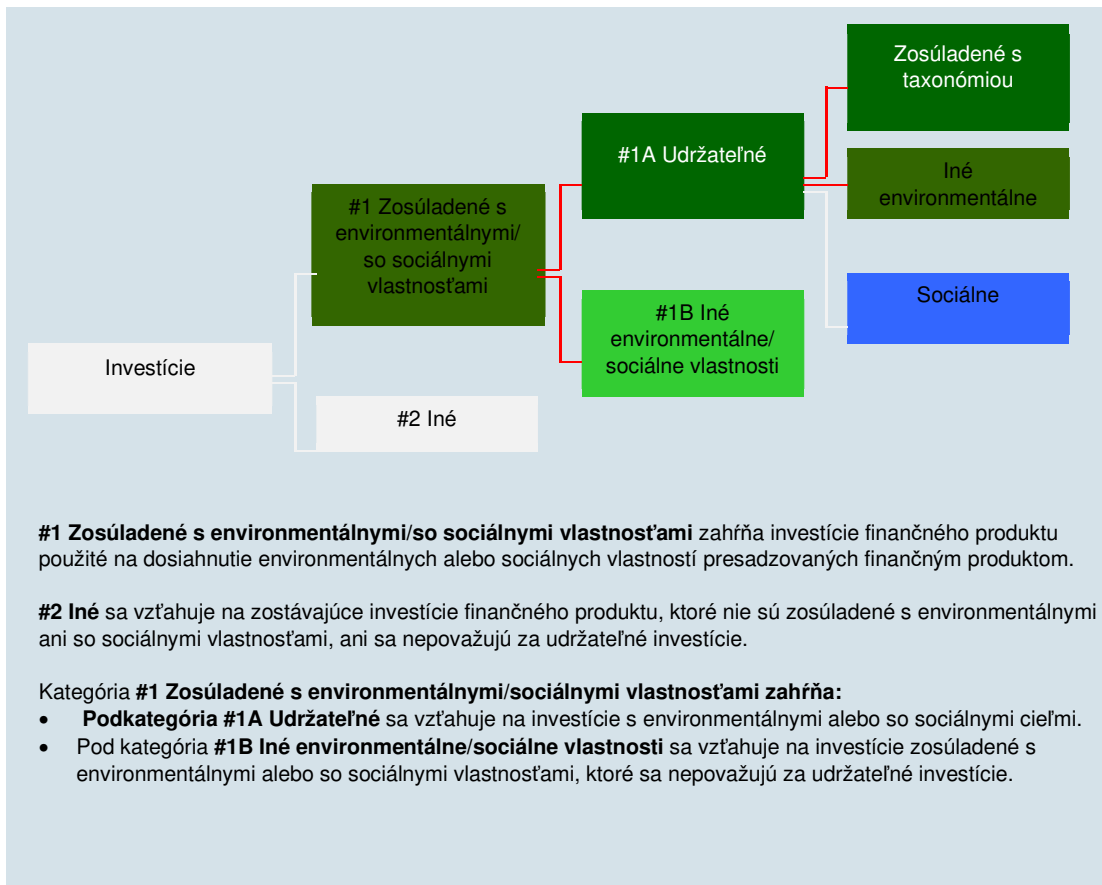 Zosúladené s
taxonómiou
#1A Udržateľné
Iné
environmentálne
#1 Zosúladené s
environmentálnymi/
so sociálnymi
vlastnosťami
Sociálne
#1B Iné
environmentálne/
sociálne vlastnosti
Investície
#2 Iné
#1 Zosúladené s environmentálnymi/so sociálnymi vlastnosťami zahŕňa investície finančného produktu
použité na dosiahnutie environmentálnych alebo sociálnych vlastností presadzovaných finančným produktom.
#2 Iné sa vzťahuje na zostávajúce investície finančného produktu, ktoré nie sú zosúladené s environmentálnymi
ani so sociálnymi vlastnosťami, ani sa nepovažujú za udržateľné investície.
Kategória #1 Zosúladené s environmentálnymi/sociálnymi vlastnosťami zahŕňa:
• Podkategória #1A Udržateľné sa vzťahuje na investície s environmentálnymi alebo so sociálnymi cieľmi.
• Pod kategória #1B Iné environmentálne/sociálne vlastnosti sa vzťahuje na investície zosúladené s
environmentálnymi alebo so sociálnymi vlastnosťami, ktoré sa nepovažujú za udržateľné investície.